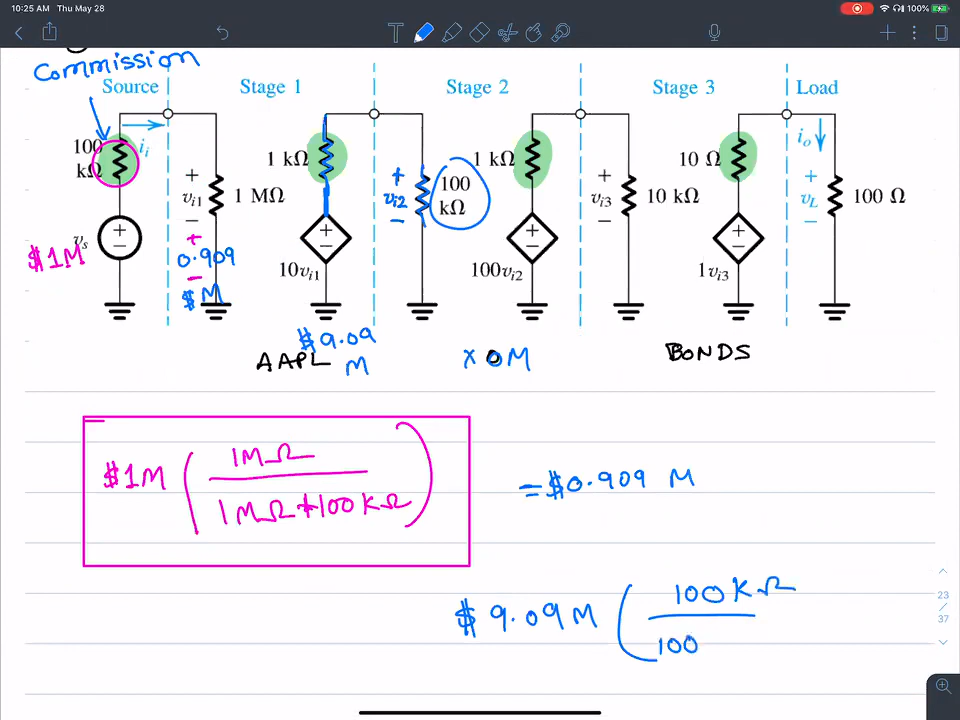 10:25 AM Thu May 28
100%
Commission
Source
Stage 1
Stage 2
Stage 3
Load
100 kΩ
i_i
1 kΩ
1 kΩ
10 Ω
i_o
+
v_i1
−
1 MΩ
+
v_i2
−
100 kΩ
+
v_i3
−
10 kΩ
+
v_L
−
100 Ω
v_s
+
−
$1M
+
0.909
−
$M
+
−
10v_i1
+
−
100v_i2
+
−
1v_i3
$9.09
M
AAPL
BONDS
$1M ( 1MΩ / 1MΩ + 100KΩ )
= $0.909 M
$ 9.09 M ( 100KΩ / 100
23
/
37